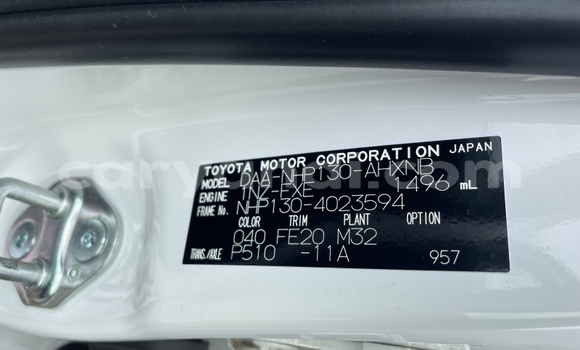 TOYOTA MOTOR CORPORATION JAPAN
MODEL DAA-NHP130-AHXNB
ENGINE 1NZ-FXE 1496 mL
FRAME No. NHP130-4023594
COLOR TRIM PLANT OPTION
040 FE20 M32
TRANS./AXLE P510 -11A 957